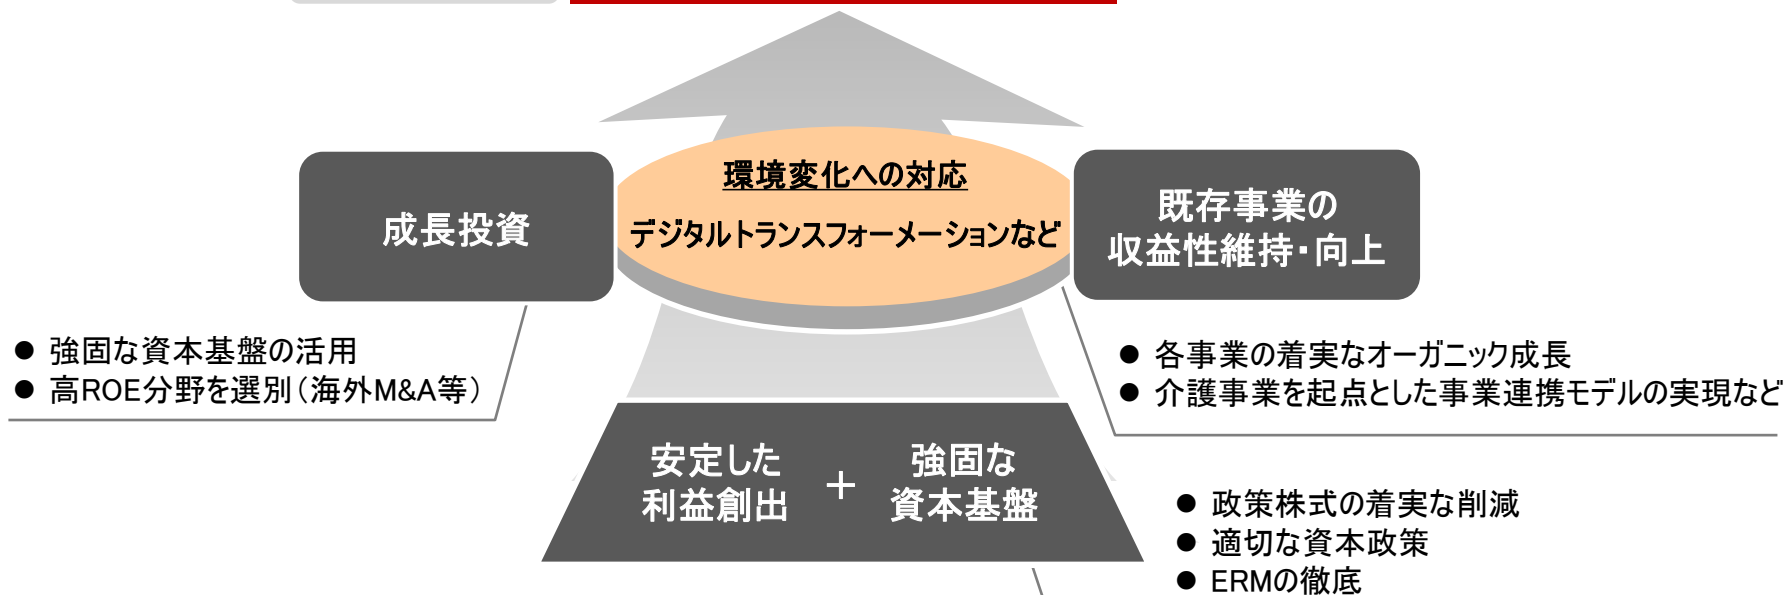 環境変化への対応
デジタルトランスフォーメーションなど
成長投資
既存事業の
収益性維持・向上
● 強固な資本基盤の活用
● 高ROE分野を選別（海外M&A等）
● 各事業の着実なオーガニック成長
● 介護事業を起点とした事業連携モデルの実現など
安定した
利益創出
＋
強固な
資本基盤
● 政策株式の着実な削減
● 適切な資本政策
● ERMの徹底